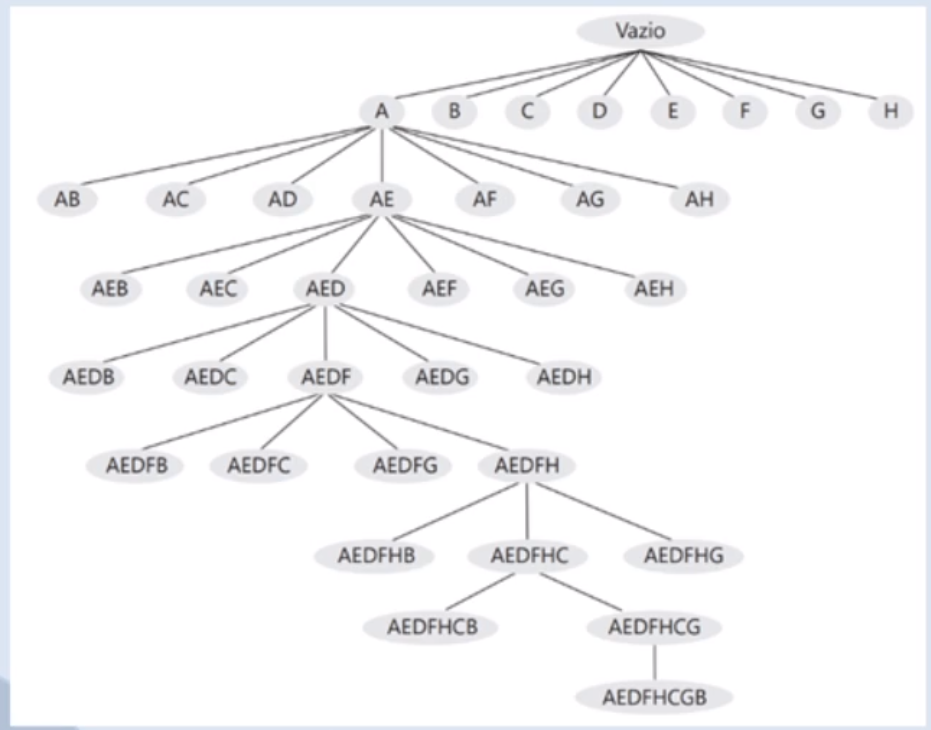 Vazio
A B C D E F G H
AB AC AD AE AF AG AH
AEB AEC AED AEF AEG AEH
AEDB AEDC AEDF AEDG AEDH
AEDFB AEDFC AEDFG AEDFH
AEDFHB AEDFHC AEDFHG
AEDFHCB AEDFHCG
AEDFHCGB